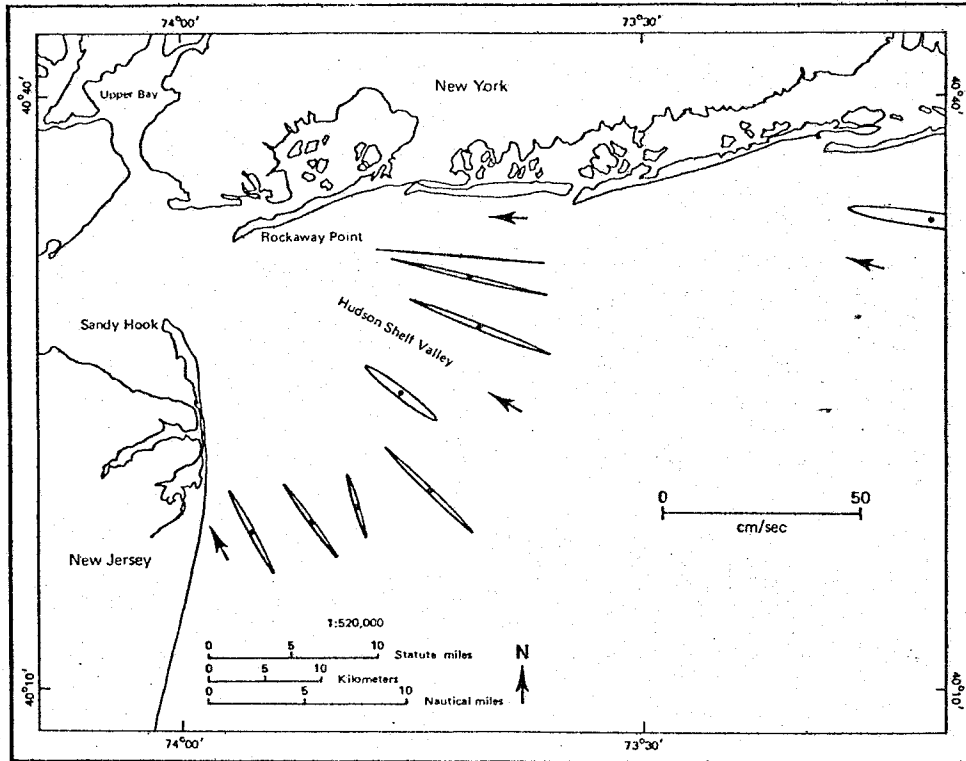 74°00'
73°30'
40°40'
40°40'
Upper Bay
New York
Rockaway Point
Sandy Hook
Hudson Shelf Valley
0 50
cm/sec
New Jersey
1:520,000
0 5 10
Statute miles
N
0 5 10
Kilometers
0 5 10
Nautical miles
40°10'
40°10'
74°00'
73°30'